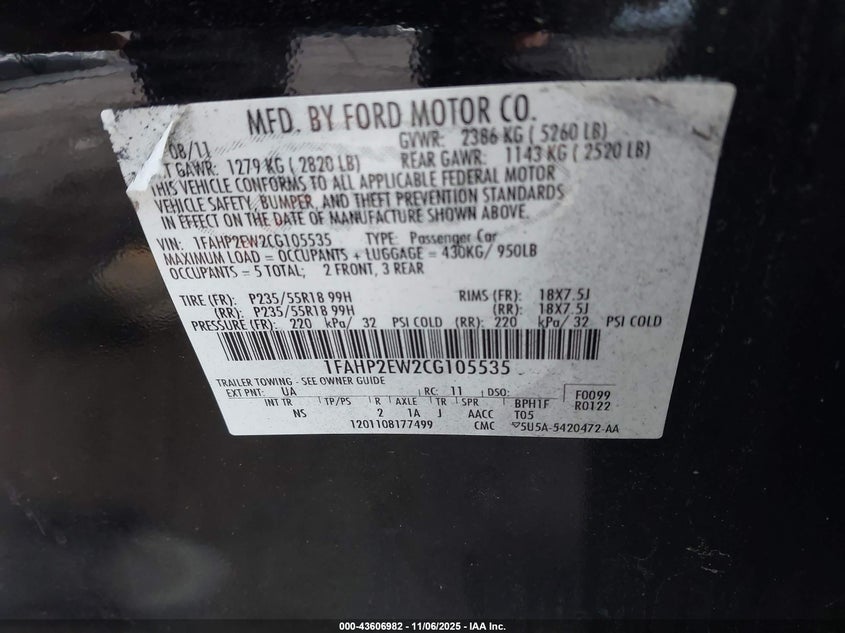 MFD. BY FORD MOTOR CO.
08/11 GVWR: 2386 KG ( 5260 LB)
T GAWR: 1279 KG ( 2820 LB) REAR GAWR: 1143 KG ( 2520 LB)
THIS VEHICLE CONFORMS TO ALL APPLICABLE FEDERAL MOTOR
VEHICLE SAFETY, BUMPER, AND THEFT PREVENTION STANDARDS
IN EFFECT ON THE DATE OF MANUFACTURE SHOWN ABOVE.
VIN: 1FAHP2EW2CG105535 TYPE: Passenger Car
MAXIMUM LOAD = OCCUPANTS + LUGGAGE = 430KG/ 950LB
OCCUPANTS = 5 TOTAL; 2 FRONT, 3 REAR
TIRE (FR): P235/55R18 99H RIMS (FR): 18X7.5J
(RR): P235/55R18 99H (RR): 18X7.5J
PRESSURE (FR): 220 kPa/ 32 PSI COLD (RR): 220 kPa/ 32 PSI COLD
1FAHP2EW2CG105535
TRAILER TOWING - SEE OWNER GUIDE
EXT PNT: UA RC: 11 DSO: F0099
INT TR TP/PS R AXLE TR SPR BPH1F R0122
NS 2 1A J AACC T05
1201108177499 CMC 5U5A-5420472-AA
000-43606982 - 11/06/2025 - IAA Inc.